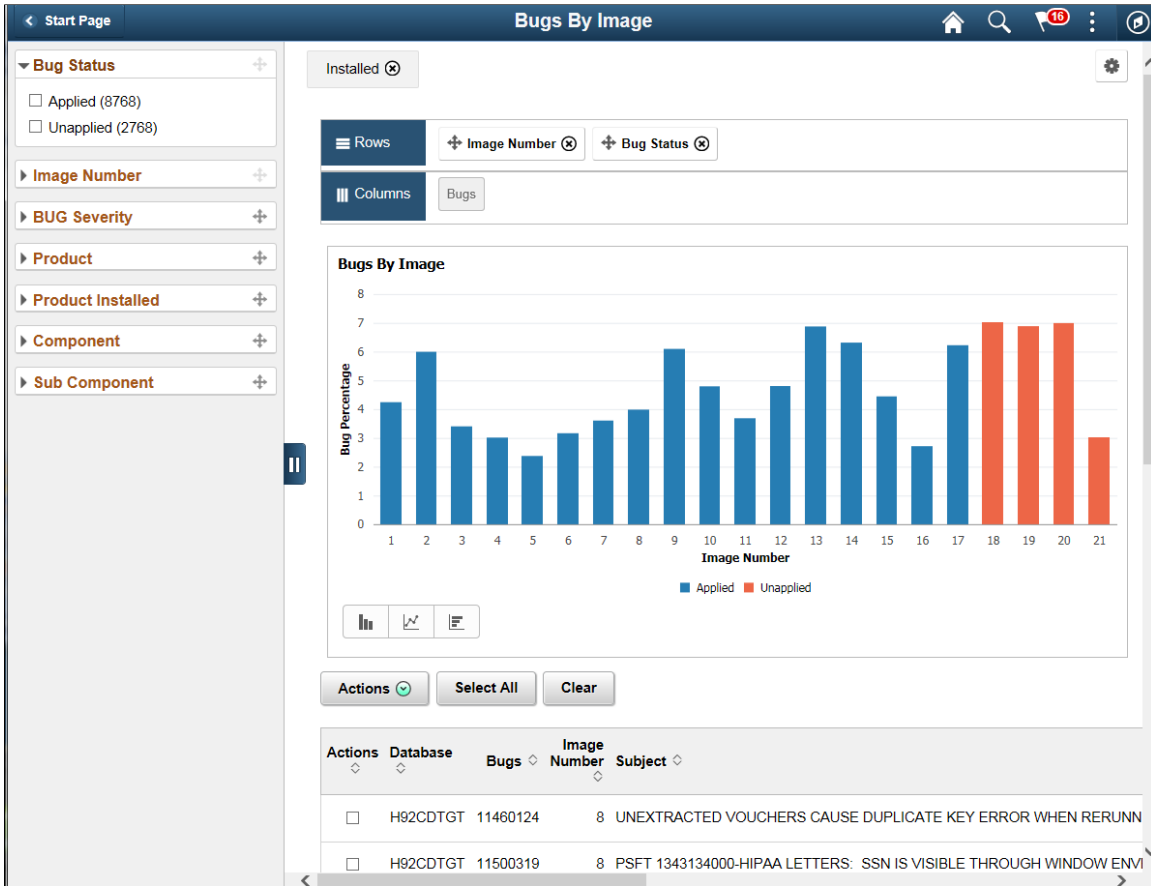 Start Page
Bugs By Image
16
Bug Status
Applied (8768)
Unapplied (2768)
Image Number
BUG Severity
Product
Product Installed
Component
Sub Component
Installed
Rows
Image Number
Bug Status
Columns
Bugs
Bugs By Image
8
7
6
5
4
3
2
1
0
Bug Percentage
1 2 3 4 5 6 7 8 9 10 11 12 13 14 15 16 17 18 19 20 21
Image Number
Applied Unapplied
Actions Select All Clear
Actions Database Bugs Image Number Subject
H92CDTGT 11460124 8 UNEXTRACTED VOUCHERS CAUSE DUPLICATE KEY ERROR WHEN RERUNN
H92CDTGT 11500319 8 PSFT 1343134000-HIPAA LETTERS: SSN IS VISIBLE THROUGH WINDOW ENVI